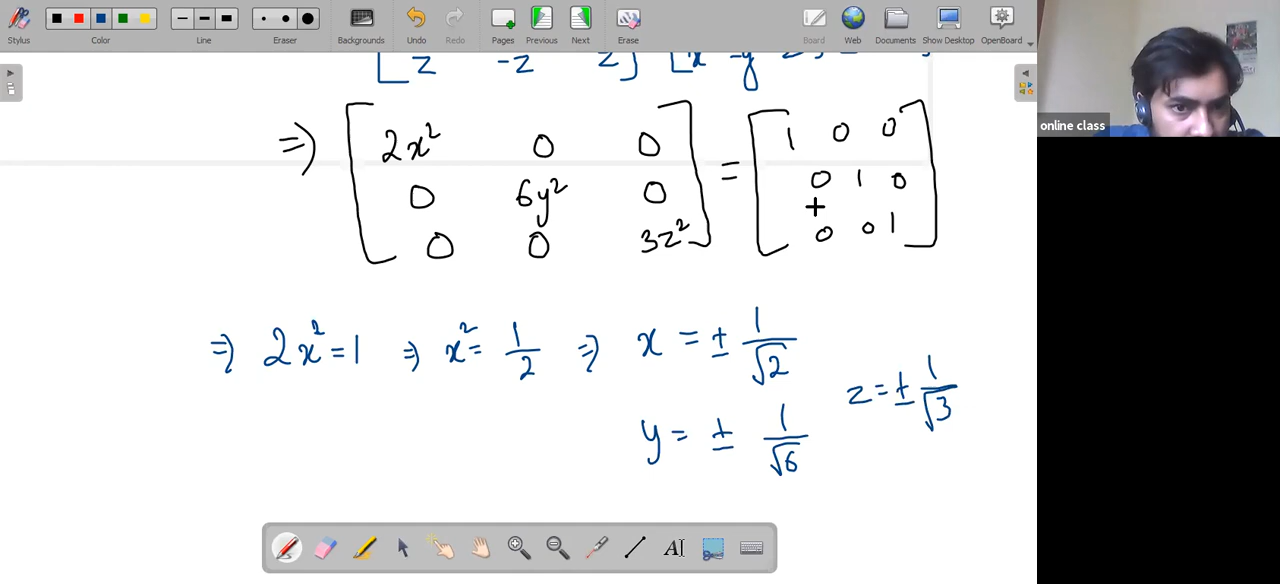 Stylus Color Line Eraser Backgrounds Undo Redo Pages Previous Next Erase Board Web Documents Show Desktop OpenBoard
[z -z z] [x -y z]
online class
⇒ [2x² 0 0 = [1 0 0
0 6y² 0 0 1 0
0 0 3z²] 0 0 1]
⇒ 2x² = 1 ⇒ x² = 1/2 ⇒ x = ± 1/√2
z = ± 1/√3
y = ± 1/√6
AI